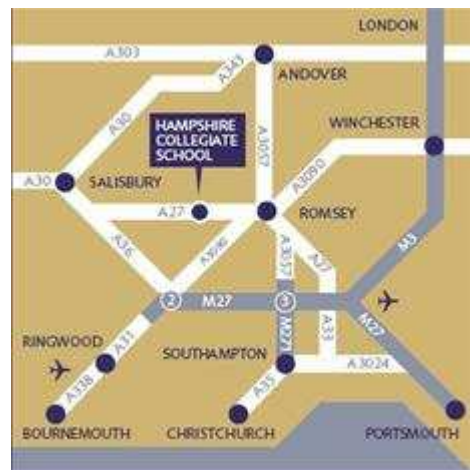 LONDON
A303
ANDOVER
A343
A30
HAMPSHIRE
COLLEGIATE
SCHOOL
A3057
WINCHESTER
A3090
A30
SALISBURY
A27
ROMSEY
A36
A3090
A3057
A27
M3
2
M27
3
M27
RINGWOOD
A31
M271
A33
SOUTHAMPTON
A3024
A338
A35
BOURNEMOUTH
CHRISTCHURCH
PORTSMOUTH